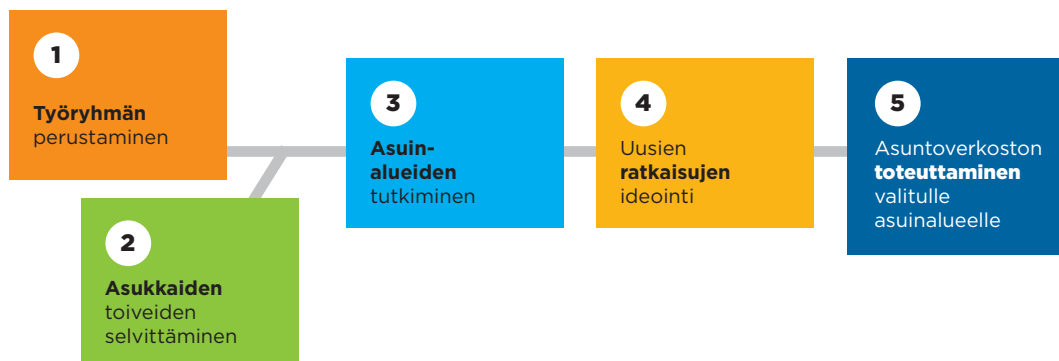 1
Työryhmän
perustaminen
2
Asukkaiden
toiveiden
selvittäminen
3
Asuin-
alueiden
tutkiminen
4
Uusien
ratkaisujen
ideointi
5
Asuntoverkoston
toteuttaminen
valitulle
asuinalueelle